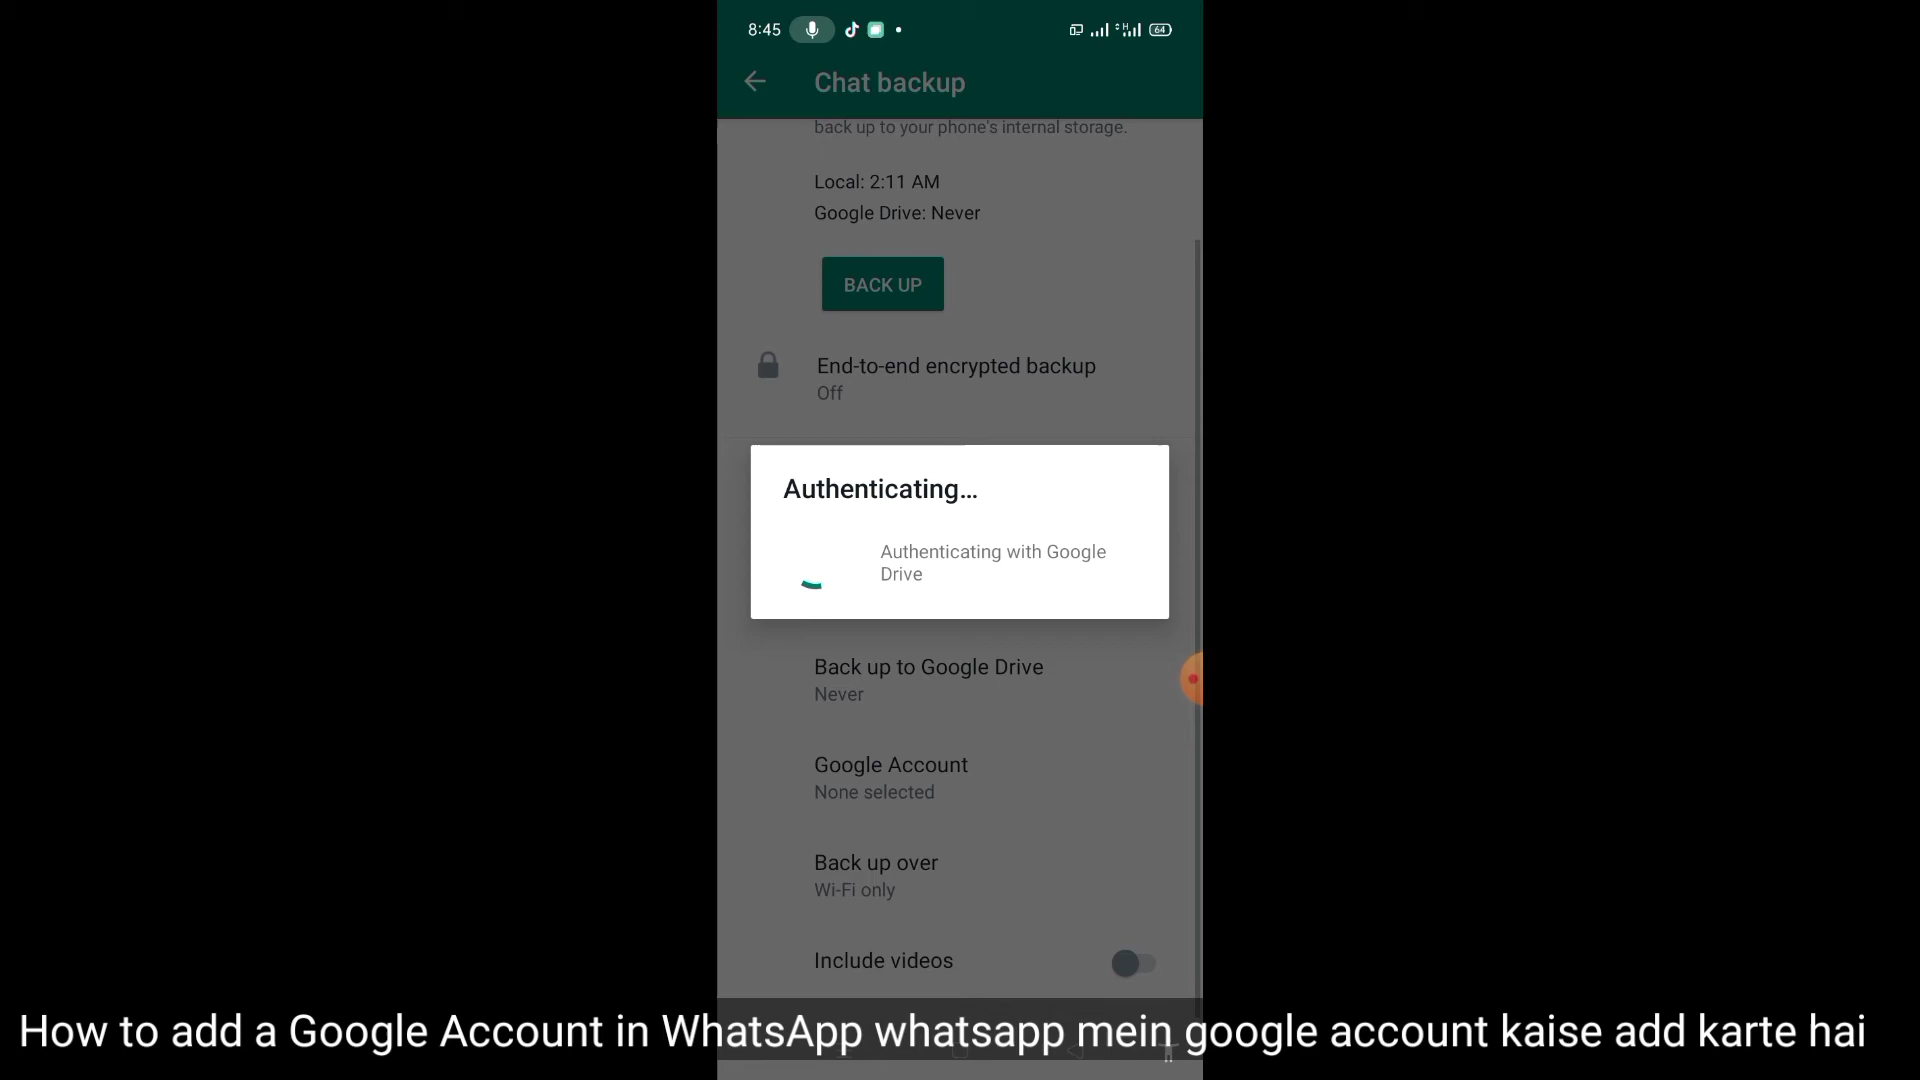 8:45
H
64
Chat backup
back up to your phone's internal storage.
Local: 2:11 AM
Google Drive: Never
BACK UP
End-to-end encrypted backup
Off
Authenticating...
Authenticating with Google
Drive
Back up to Google Drive
Never
Google Account
None selected
Back up over
Wi-Fi only
Include videos
How to add a Google Account in WhatsApp whatsapp mein google account kaise add karte hai